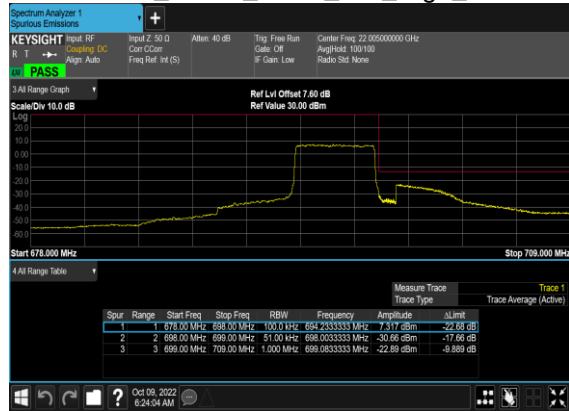 Spectrum Analyzer 1
Spurious Emissions
+
KEYSIGHT Input: RF Input Z: 50 Ω Atten: 40 dB Trig: Free Run Center Freq: 22.005000000 GHz
R T Coupling: DC Corr CCorr Gate: Off Avg|Hold: 100/100
Align: Auto Freq Ref: Int (S) IF Gain: Low Radio Std: None
PASS
3 All Range Graph Ref Lvl Offset 7.60 dB
Scale/Div 10.0 dB Ref Value 30.00 dBm
Log
20.0
10.0
0.00
-10.0
-20.0
-30.0
-40.0
-50.0
-60.0
Start 678.000 MHz Stop 709.000 MHz
4 All Range Table
Measure Trace Trace 1
Trace Type Trace Average (Active)
Spur Range Start Freq Stop Freq RBW Frequency Amplitude ΔLimit
1 1 678.00 MHz 698.00 MHz 100.0 kHz 694.2333333 MHz 7.317 dBm -22.68 dB
2 2 698.00 MHz 699.00 MHz 51.00 kHz 698.0033333 MHz -30.66 dBm -17.66 dB
3 3 699.00 MHz 709.00 MHz 1.000 MHz 699.0833333 MHz -22.89 dBm -9.889 dB
? Oct 09, 2022
6:24:04 AM